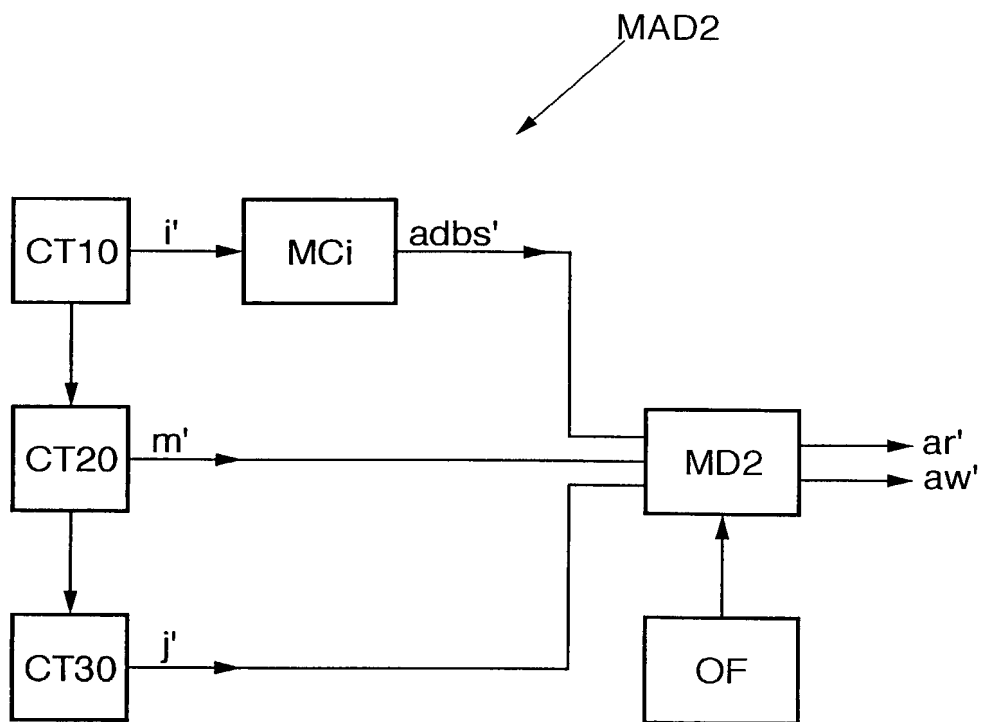 MAD2
CT10
i'
MCi
adbs'
CT20
m'
MD2
ar'
aw'
CT30
j'
OF